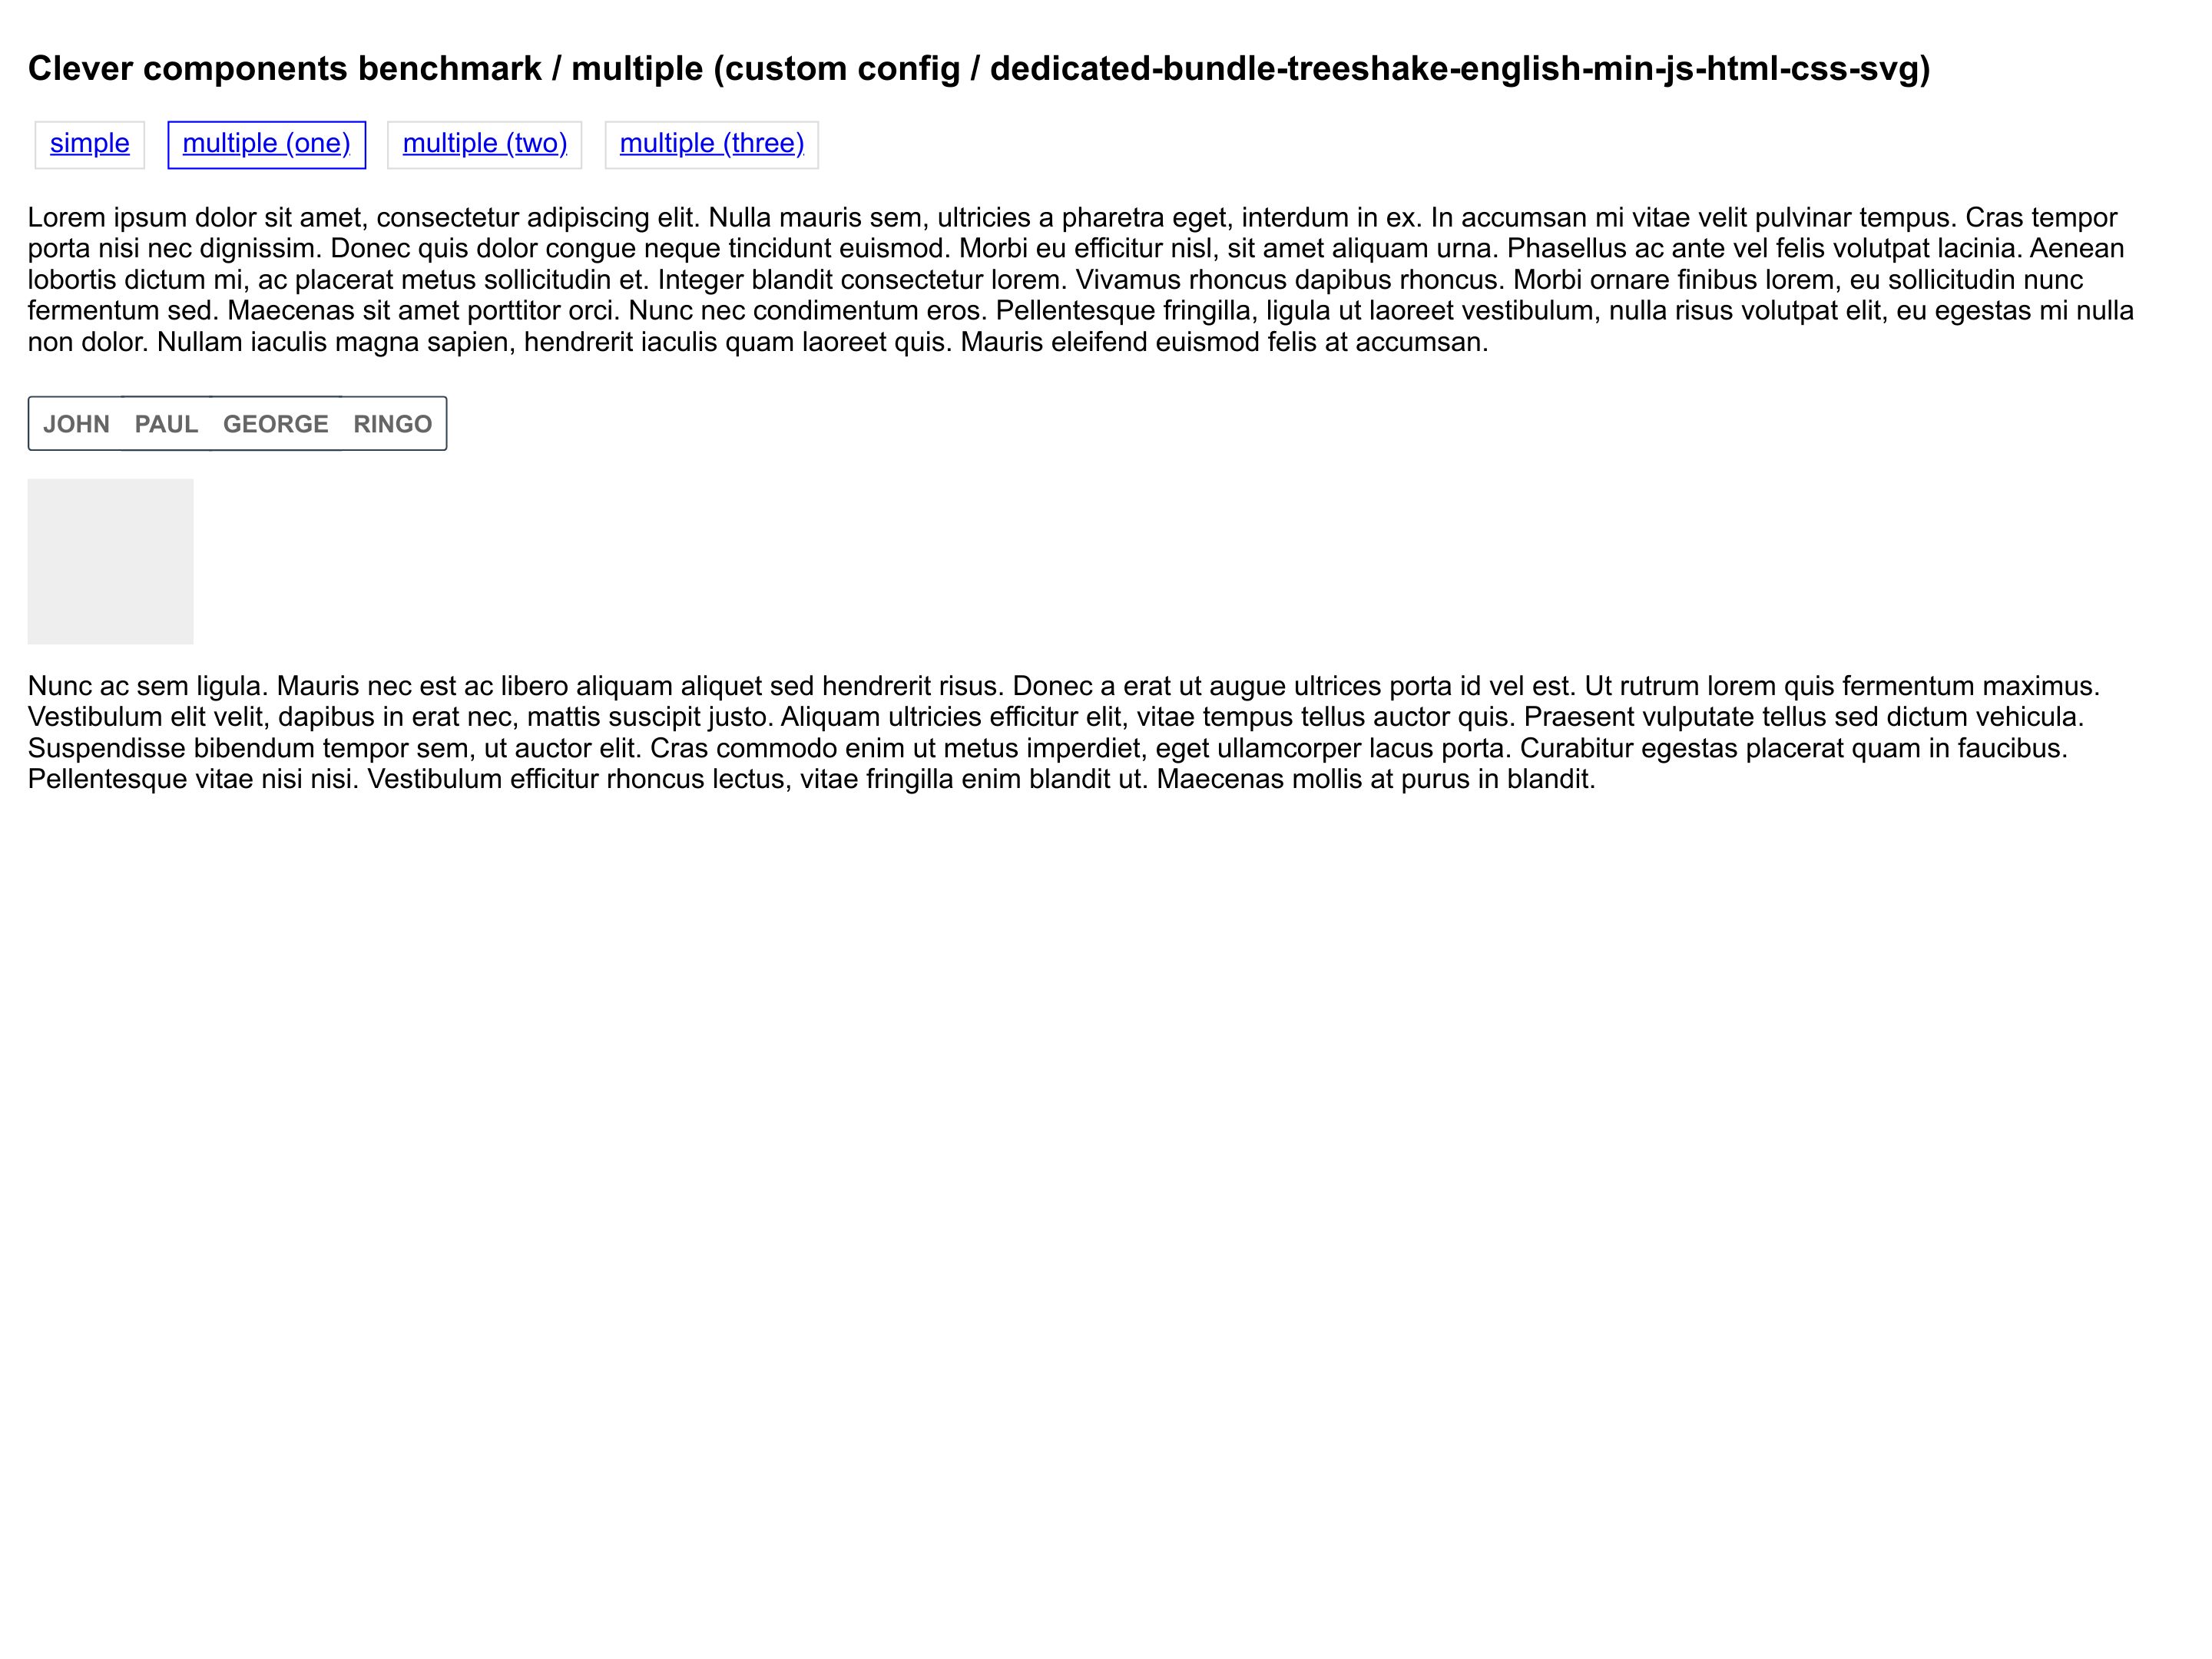 Clever components benchmark / multiple (custom config / dedicated-bundle-treeshake-english-min-js-html-css-svg)
simple multiple (one) multiple (two) multiple (three)
Lorem ipsum dolor sit amet, consectetur adipiscing elit. Nulla mauris sem, ultricies a pharetra eget, interdum in ex. In accumsan mi vitae velit pulvinar tempus. Cras tempor
porta nisi nec dignissim. Donec quis dolor congue neque tincidunt euismod. Morbi eu efficitur nisl, sit amet aliquam urna. Phasellus ac ante vel felis volutpat lacinia. Aenean
lobortis dictum mi, ac placerat metus sollicitudin et. Integer blandit consectetur lorem. Vivamus rhoncus dapibus rhoncus. Morbi ornare finibus lorem, eu sollicitudin nunc
fermentum sed. Maecenas sit amet porttitor orci. Nunc nec condimentum eros. Pellentesque fringilla, ligula ut laoreet vestibulum, nulla risus volutpat elit, eu egestas mi nulla
non dolor. Nullam iaculis magna sapien, hendrerit iaculis quam laoreet quis. Mauris eleifend euismod felis at accumsan.
JOHN PAUL GEORGE RINGO
Nunc ac sem ligula. Mauris nec est ac libero aliquam aliquet sed hendrerit risus. Donec a erat ut augue ultrices porta id vel est. Ut rutrum lorem quis fermentum maximus.
Vestibulum elit velit, dapibus in erat nec, mattis suscipit justo. Aliquam ultricies efficitur elit, vitae tempus tellus auctor quis. Praesent vulputate tellus sed dictum vehicula.
Suspendisse bibendum tempor sem, ut auctor elit. Cras commodo enim ut metus imperdiet, eget ullamcorper lacus porta. Curabitur egestas placerat quam in faucibus.
Pellentesque vitae nisi nisi. Vestibulum efficitur rhoncus lectus, vitae fringilla enim blandit ut. Maecenas mollis at purus in blandit.